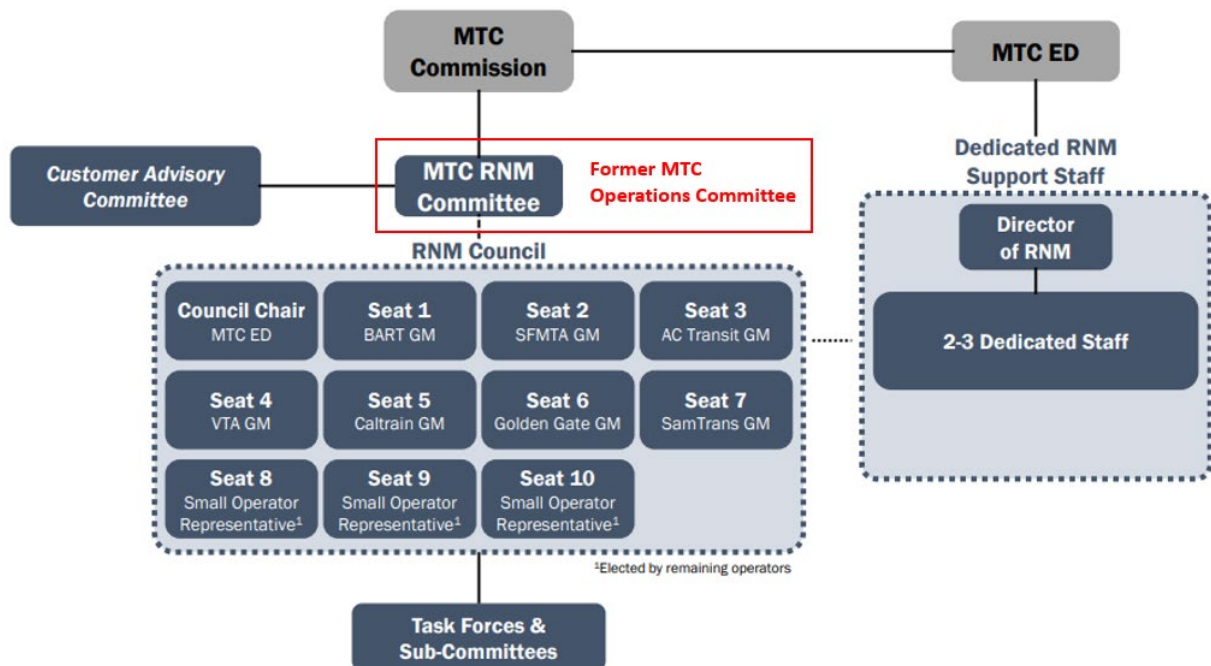 MTC
Commission
MTC ED
Customer Advisory
Committee
MTC RNM
Committee
Former MTC
Operations Committee
Dedicated RNM
Support Staff
Director
of RNM
2-3 Dedicated Staff
RNM Council
Council Chair
MTC ED
Seat 1
BART GM
Seat 2
SFMTA GM
Seat 3
AC Transit GM
Seat 4
VTA GM
Seat 5
Caltrain GM
Seat 6
Golden Gate GM
Seat 7
SamTrans GM
Seat 8
Small Operator
Representative¹
Seat 9
Small Operator
Representative¹
Seat 10
Small Operator
Representative¹
¹Elected by remaining operators
Task Forces &
Sub-Committees